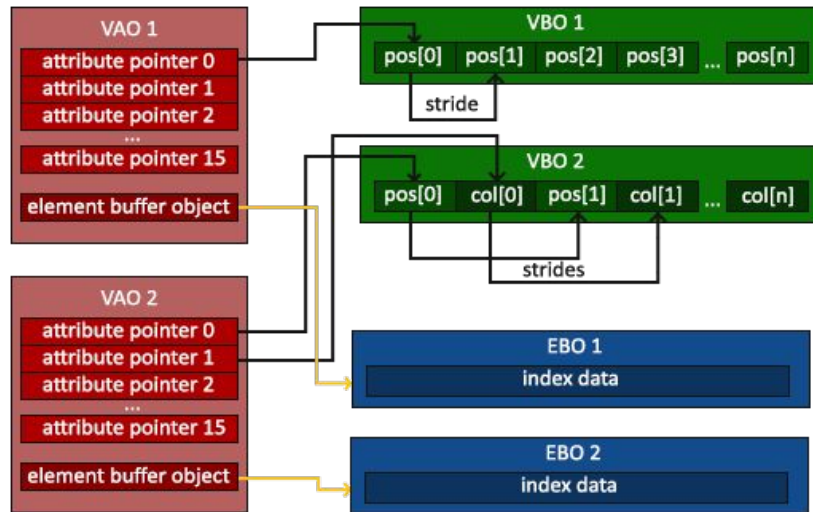 VAO 1
attribute pointer 0
attribute pointer 1
attribute pointer 2
...
attribute pointer 15
element buffer object
VBO 1
pos[0] pos[1] pos[2] pos[3] ... pos[n]
stride
VBO 2
pos[0] col[0] pos[1] col[1] ... col[n]
strides
VAO 2
attribute pointer 0
attribute pointer 1
attribute pointer 2
...
attribute pointer 15
element buffer object
EBO 1
index data
EBO 2
index data